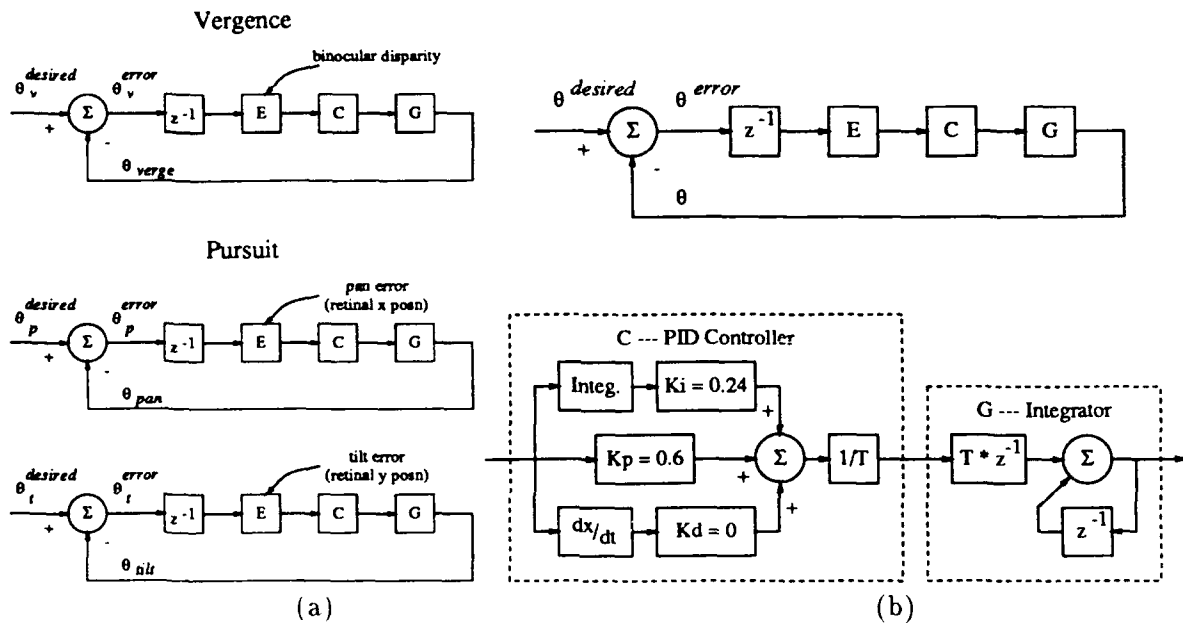 Vergence
binocular disparity
θ v desired
θ v error
+
Σ
-
z -1
E
C
G
θ verge
Pursuit
pan error
(retinal x posn)
θ p desired
θ p error
+
Σ
-
z -1
E
C
G
θ pan
tilt error
(retinal y posn)
θ t desired
θ t error
+
Σ
-
z -1
E
C
G
θ tilt
(a)
θ desired
θ error
+
Σ
-
z -1
E
C
G
θ
C --- PID Controller
Integ.
Ki = 0.24
+
Kp = 0.6
+
Σ
1/T
dx/dt
Kd = 0
+
G --- Integrator
T * z -1
Σ
z -1
(b)